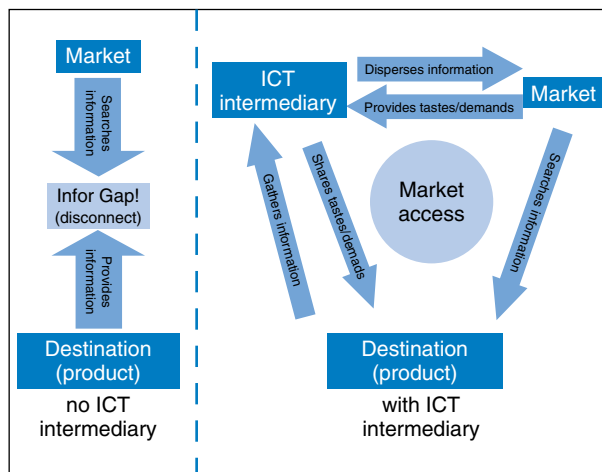 Market
Searches
information
Infor Gap!
(disconnect)
Provides
information
Destination
(product)
no ICT
intermediary
ICT
intermediary
Disperses information
Provides tastes/demands
Market
Gathers information
Shares tastes/demads
Market
access
Searches information
Destination
(product)
with ICT
intermediary